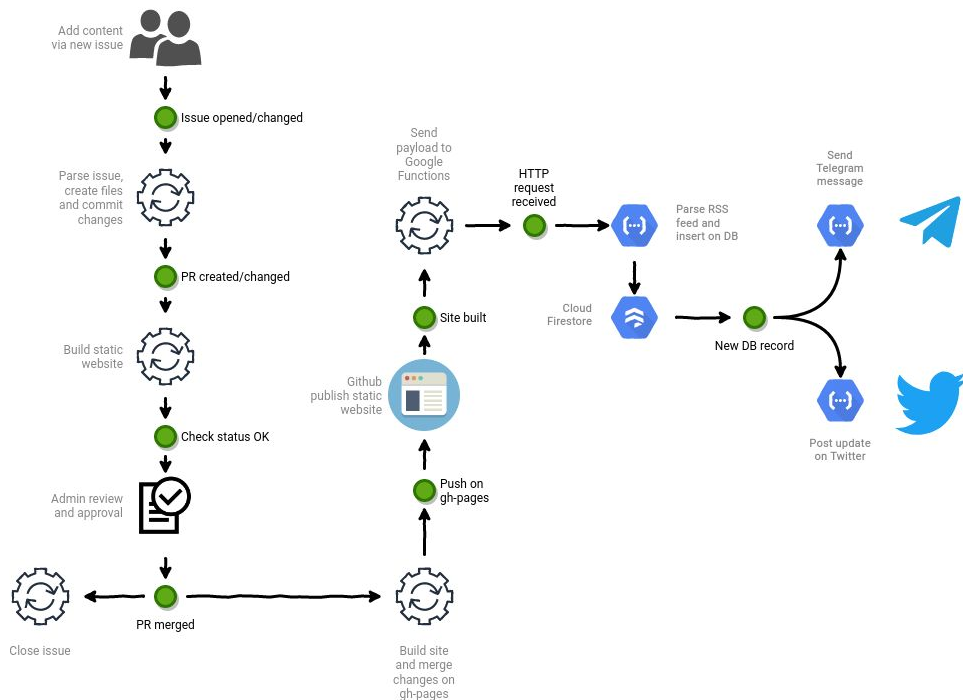 Add content
via new issue
Issue opened/changed
Parse issue,
create files
and commit
changes
PR created/changed
Build static
website
Check status OK
Admin review
and approval
PR merged
Close issue
Build site
and merge
changes on
gh-pages
Push on
gh-pages
Github
publish static
website
Site built
Send
payload to
Google
Functions
HTTP
request
received
Parse RSS
feed and
insert on DB
Cloud
Firestore
New DB record
Send
Telegram
message
Post update
on Twitter